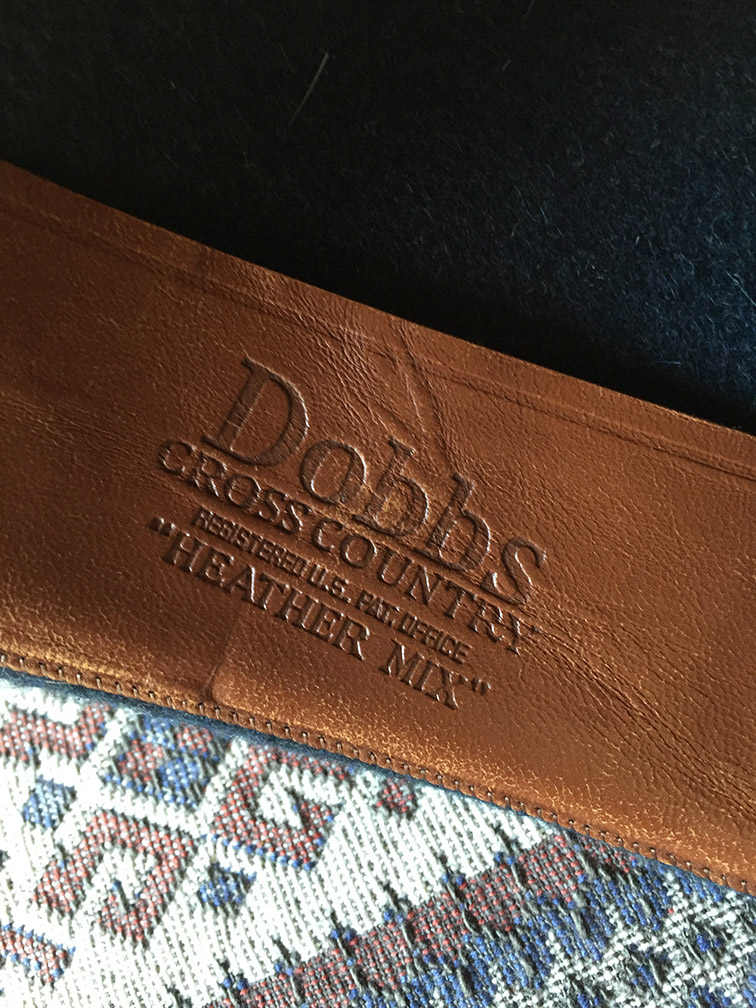 Dobbs
CROSS COUNTRY
REGISTERED U.S. PAT. OFFICE
"HEATHER MIX"